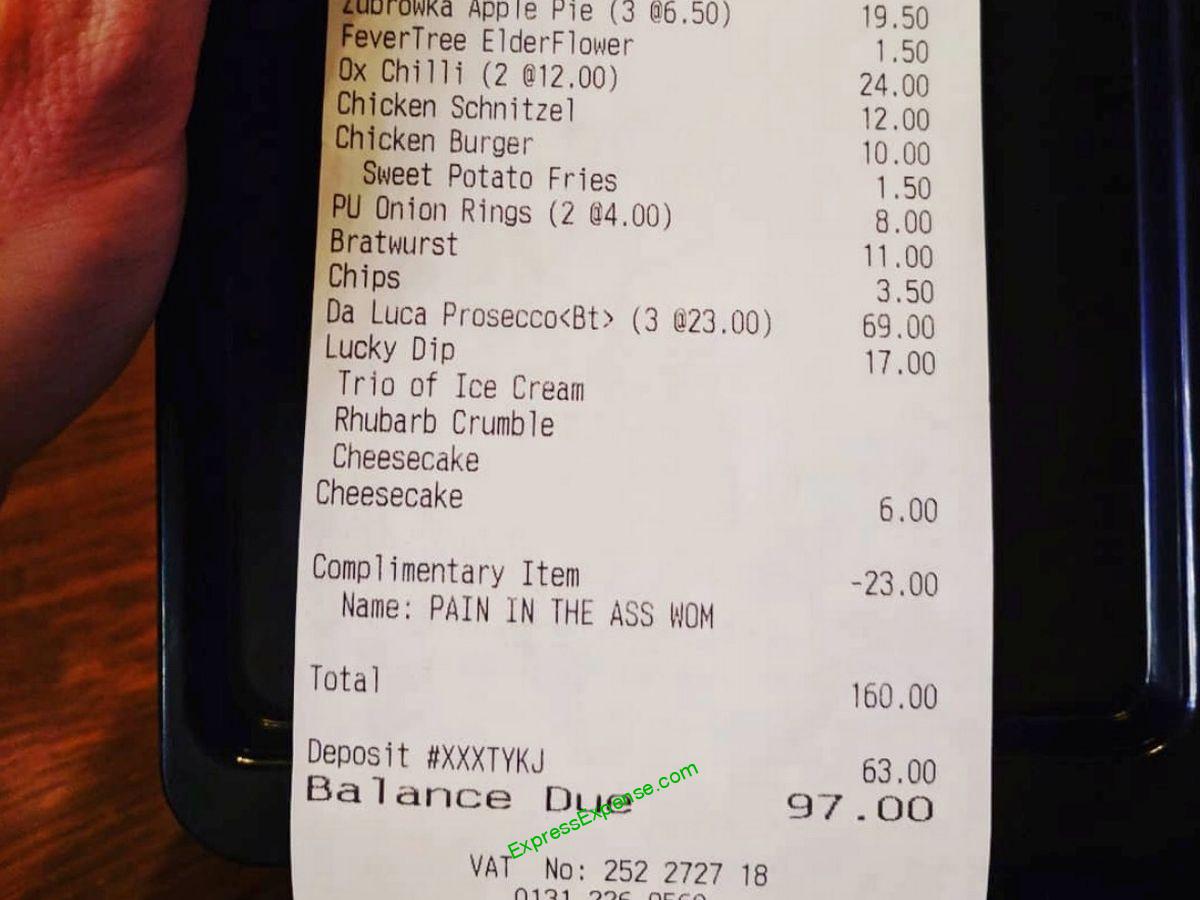 Zubrowka Apple Pie (3 @6.50) 19.50
FeverTree ElderFlower 1.50
Ox Chilli (2 @12.00) 24.00
Chicken Schnitzel 12.00
Chicken Burger 10.00
Sweet Potato Fries 1.50
PU Onion Rings (2 @4.00) 8.00
Bratwurst 11.00
Chips 3.50
Da Luca Prosecco<Bt> (3 @23.00) 69.00
Lucky Dip 17.00
Trio of Ice Cream
Rhubarb Crumble
Cheesecake
Cheesecake 6.00
Complimentary Item -23.00
Name: PAIN IN THE ASS WOM
Total 160.00
Deposit #XXXTYKJ 63.00
Balance Due 97.00
ExpressExpense.com
VAT No: 252 2727 18
0131 226 0560